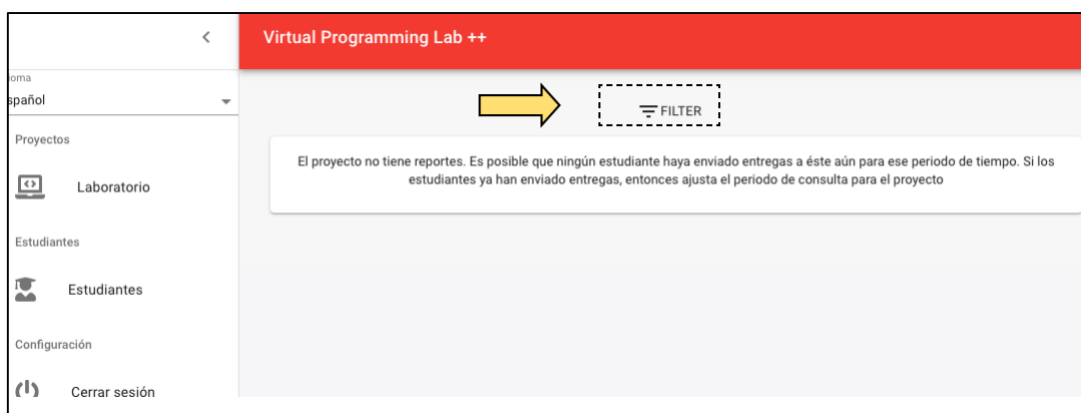 Virtual Programming Lab ++
ioma
spañol
FILTER
Proyectos
El proyecto no tiene reportes. Es posible que ningún estudiante haya enviado entregas a éste aún para ese periodo de tiempo. Si los
estudiantes ya han enviado entregas, entonces ajusta el periodo de consulta para el proyecto
Laboratorio
Estudiantes
Estudiantes
Configuración
Cerrar sesión